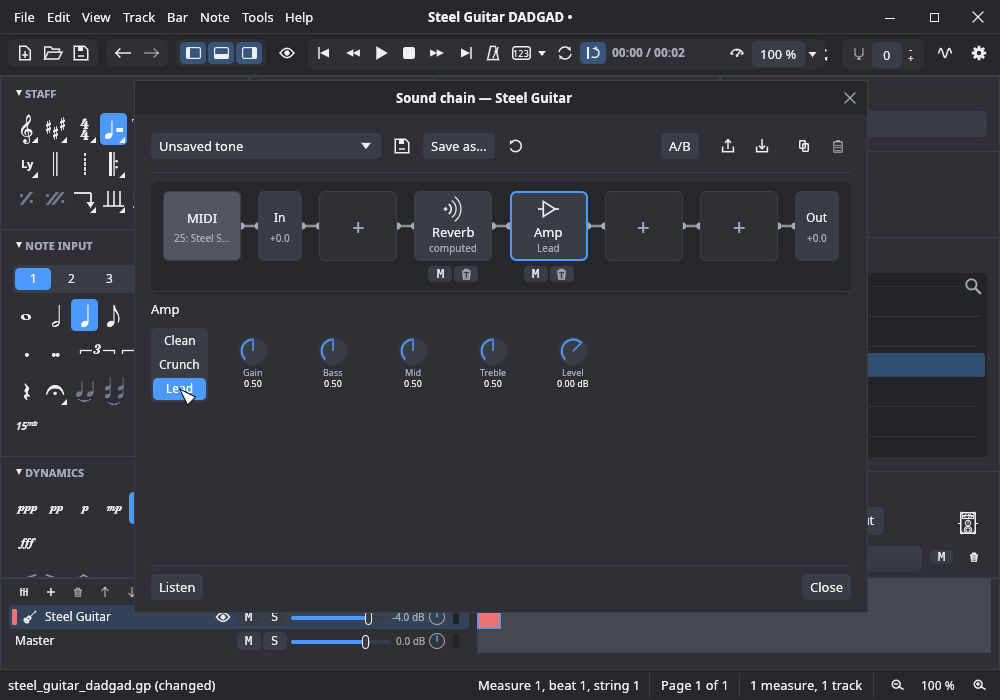 File Edit View Track Bar Note Tools Help
Steel Guitar DADGAD •
123
00:00 / 00:02
100 %
0
STAFF
Sound chain — Steel Guitar
Unsaved tone
Save as...
A/B
Ly
MIDI
25: Steel S...
In
+0.0
+
Reverb
computed
Amp
Lead
+
+
Out
+0.0
M
M
NOTE INPUT
1 2 3
Amp
Clean
Crunch
Lead
Gain
0.50
Bass
0.50
Mid
0.50
Treble
0.50
Level
0.00 dB
3
15mb
DYNAMICS
ppp pp p mp
fff
M
Listen
Close
Steel Guitar
M S
-4.0 dB
Master
M S
0.0 dB
steel_guitar_dadgad.gp (changed)
Measure 1, beat 1, string 1
Page 1 of 1
1 measure, 1 track
100 %